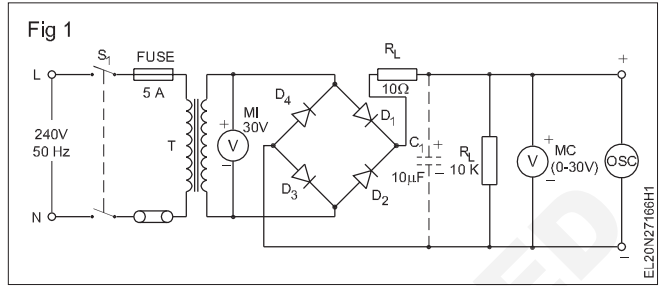 Fig 1
S1
FUSE
L
5 A
240V
50 Hz
T
N
MI
30V
+
V
−
D4
D1
D3
D2
RL
10Ω
C1
+
10µF
−
RL
10 K
+
V
−
MC
(0-30V)
+
OSC
−
EL20N27166H1
ED